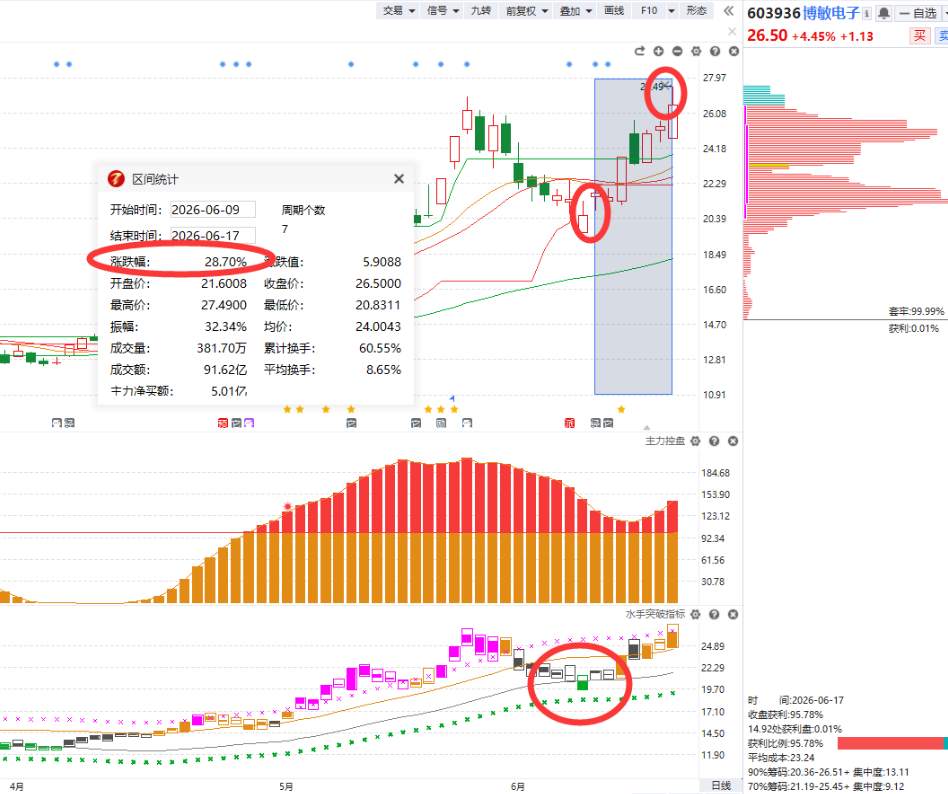 交易 信号 九转 前复权 叠加 画线 F10 形态
603936 博敏电子 自选
26.50 +4.45% +1.13 买
27.97
26.08
24.18
22.29
20.39
18.49
16.60
14.70
12.81
10.91
区间统计
开始时间: 2026-06-09 周期个数
结束时间: 2026-06-17 7
涨跌幅: 28.70% 涨跌值: 5.9088
开盘价: 21.6008 收盘价: 26.5000
最高价: 27.4900 最低价: 20.8311
振幅: 32.34% 均价: 24.0043
成交量: 381.70万 累计换手: 60.55%
成交额: 91.62亿 平均换手: 8.65%
主力净买额: 5.01亿
套牢:99.99%
获利:0.01%
主力控盘
184.68
153.90
123.12
92.34
61.56
30.78
水手突破指标
24.89
22.29
19.70
17.10
14.50
11.90
时 间:2026-06-17
收盘获利:95.78%
14.92处获利盘:0.01%
获利比例:95.78%
平均成本:23.24
90%筹码:20.36-26.51+ 集中度:13.11
70%筹码:21.19-25.45+ 集中度:9.12
4月 5月 6月 日线